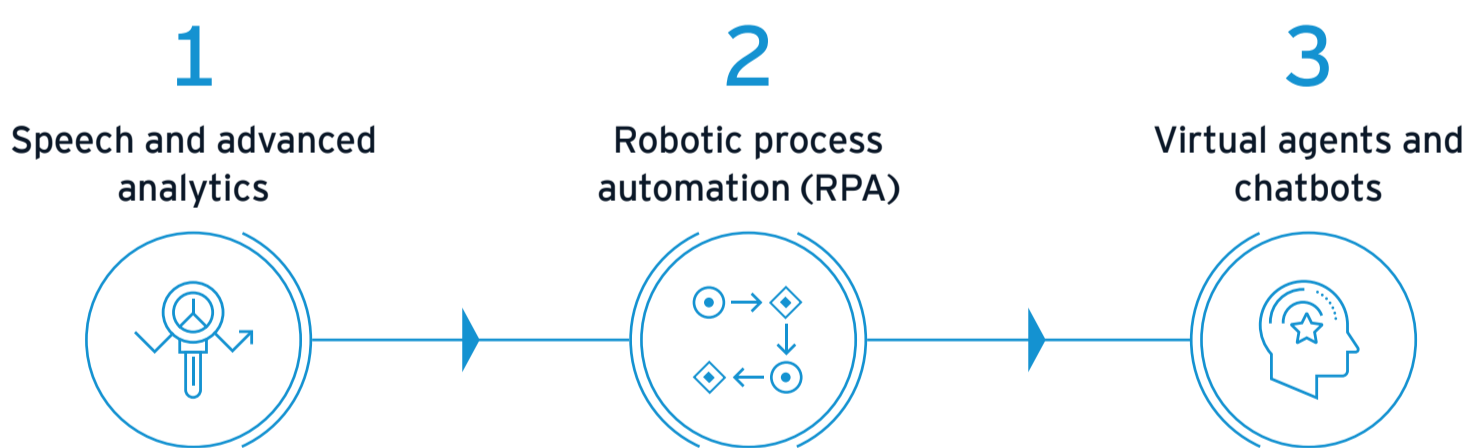 1
Speech and advanced
analytics
2
Robotic process
automation (RPA)
3
Virtual agents and
chatbots